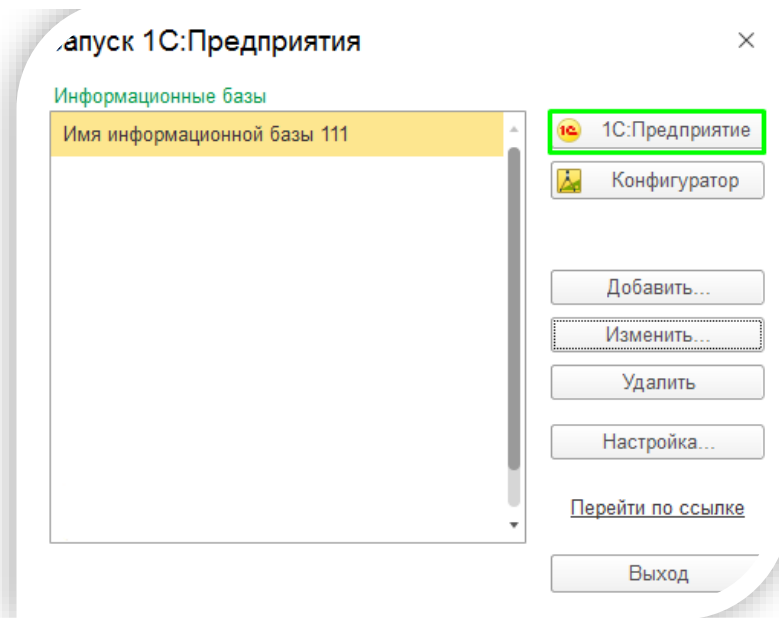 Запуск 1С:Предприятия
Информационные базы
Имя информационной базы 111
1С:Предприятие
Конфигуратор
Добавить...
Изменить...
Удалить
Настройка...
Перейти по ссылке
Выход